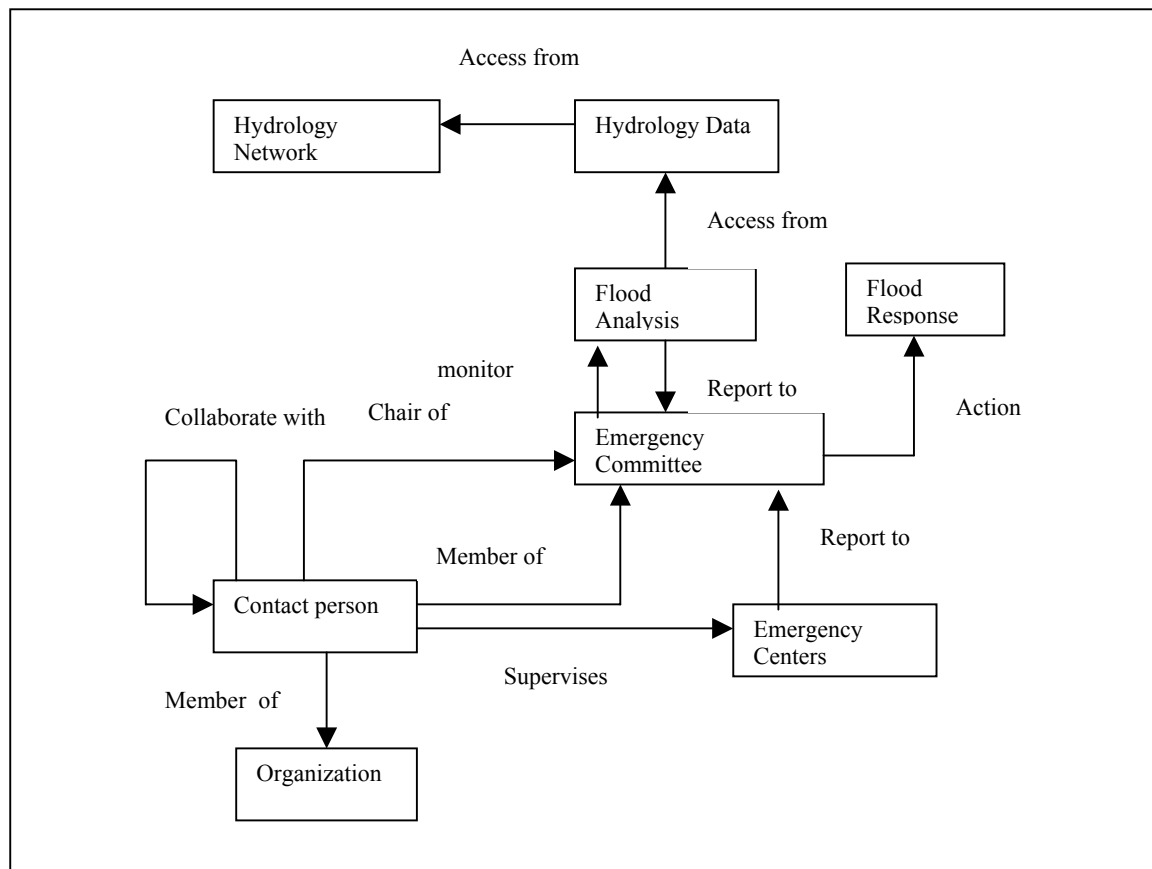 Access from
Hydrology
Network
Hydrology Data
Access from
Flood
Analysis
Flood
Response
monitor
Report to
Collaborate with
Chair of
Action
Emergency
Committee
Member of
Report to
Contact person
Emergency
Centers
Supervises
Member of
Organization